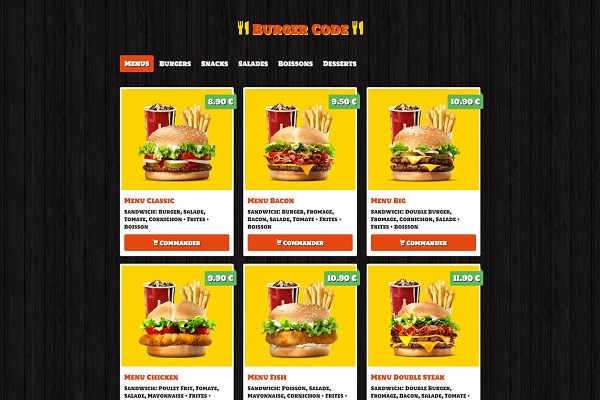 Burger Code
Menus Burgers Snacks Salades Boissons Desserts
8.90 € 9.50 € 10.90 €
Menu Classic Menu Bacon Menu Big
Sandwich: Burger, Salade, Sandwich: Burger, Fromage, Sandwich: Double Burger,
Tomate, Cornichon + Frites + Bacon, Salade, Tomate + Frites + Fromage, Cornichon, Salade +
Boisson Boisson Frites + Boisson
Commander Commander Commander
9.90 € 10.90 € 11.90 €
Menu Chicken Menu Fish Menu Double Steak
Sandwich: Poulet Frit, Tomate, Sandwich: Poisson, Salade, Sandwich: Double Burger,
Salade, Mayonnaise + Frites + Mayonnaise, Cornichon + Frites + Fromage, Bacon, Salade, Tomate +